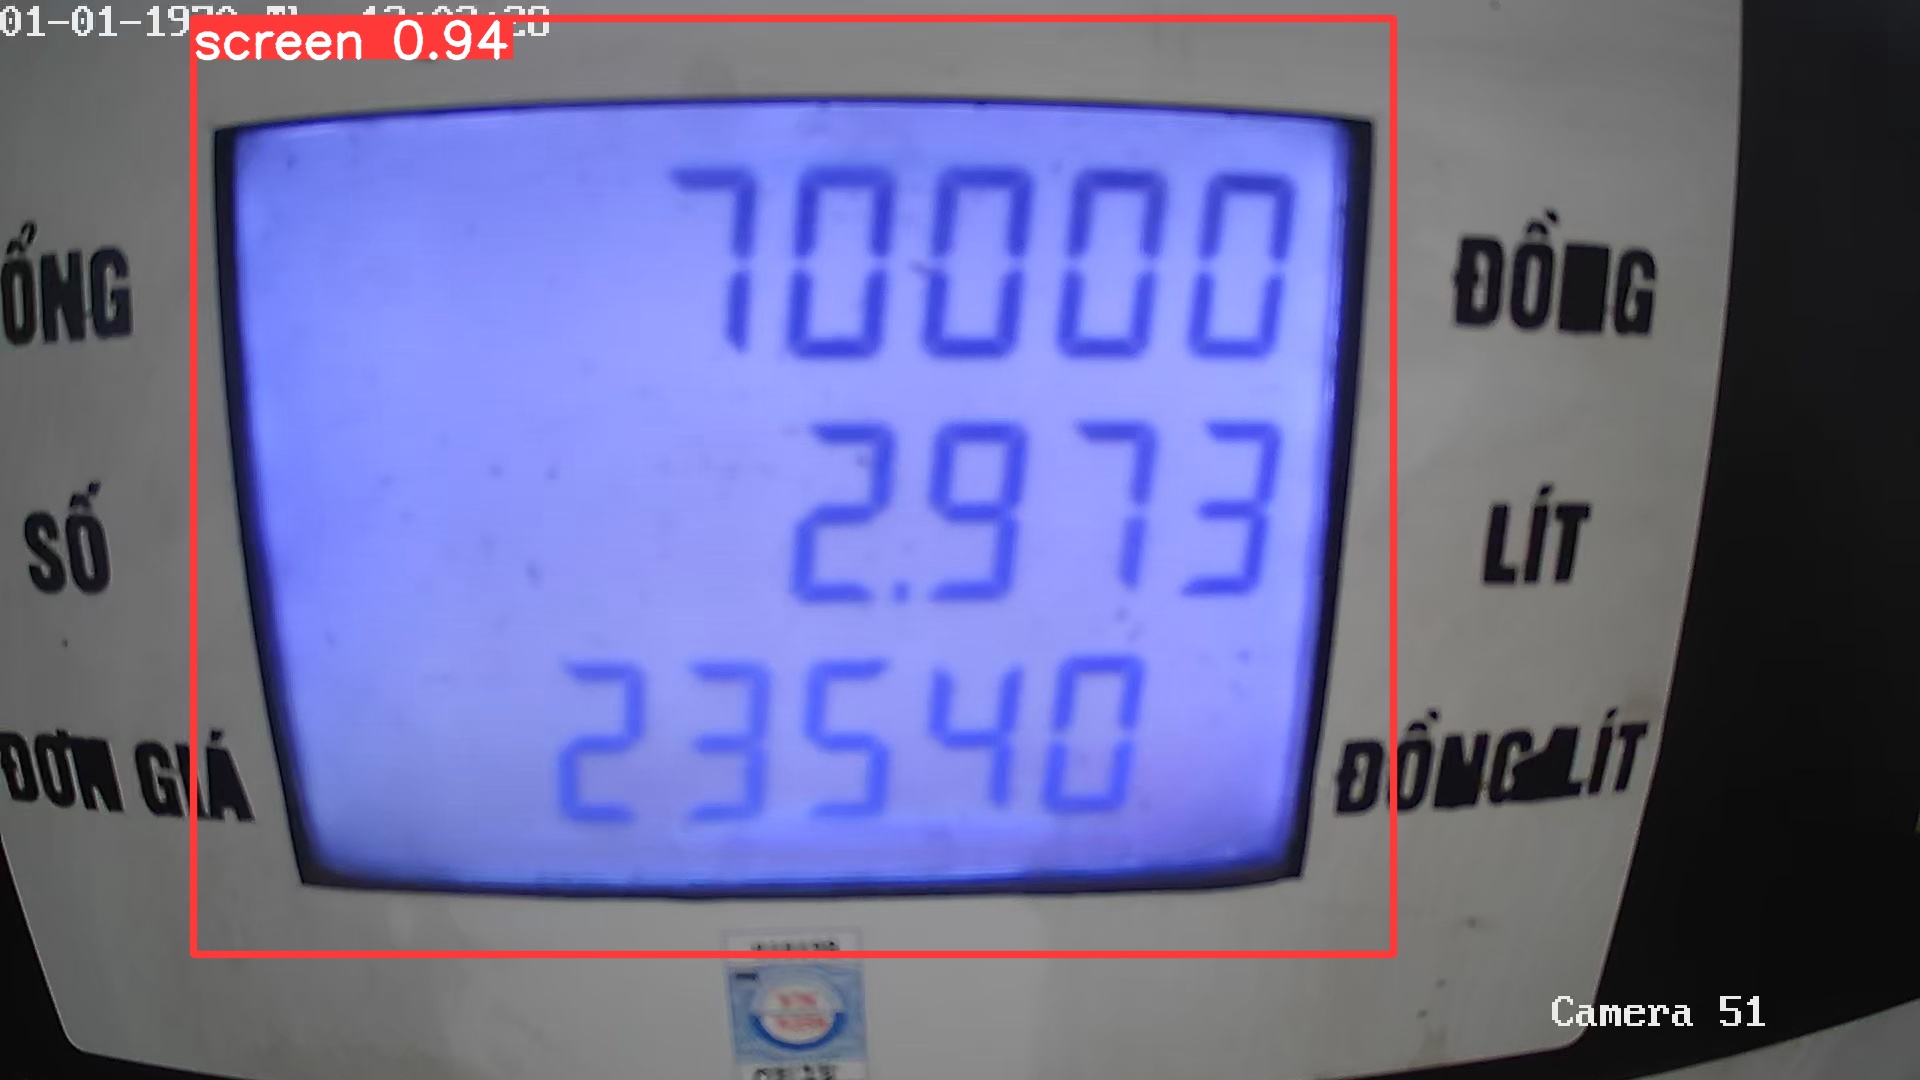 screen 0.94
ỔNG 70000 ĐỒNG
SỐ 2.973 LÍT
ĐƠN GIÁ 23540 ĐỒNG/LÍT
Camera 51